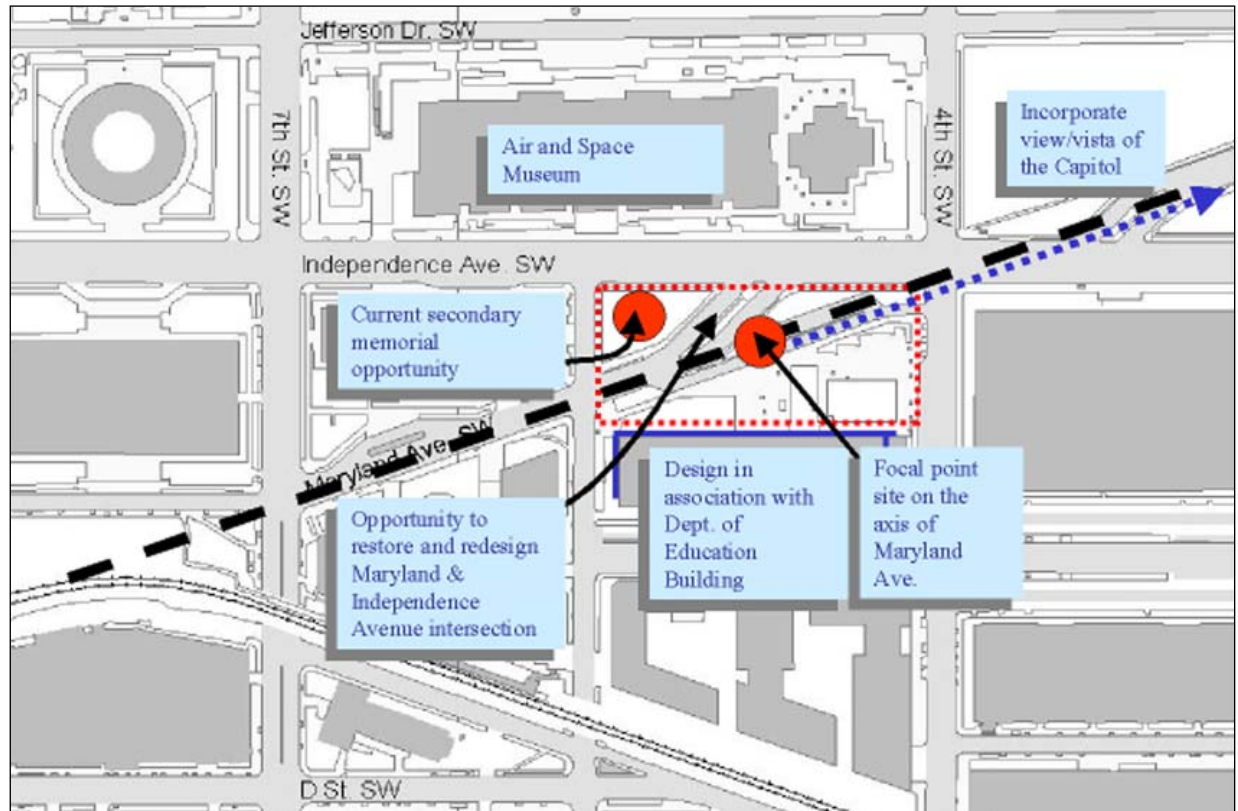 Jefferson Dr. SW
7th St. SW
4th St. SW
Air and Space
Museum
Incorporate
view/vista of
the Capitol
Independence Ave. SW
Current secondary
memorial
opportunity
Maryland Ave. SW
Opportunity to
restore and redesign
Maryland &
Independence
Avenue intersection
Design in
association with
Dept. of
Education
Building
Focal point
site on the
axis of
Maryland
Ave.
D St. SW